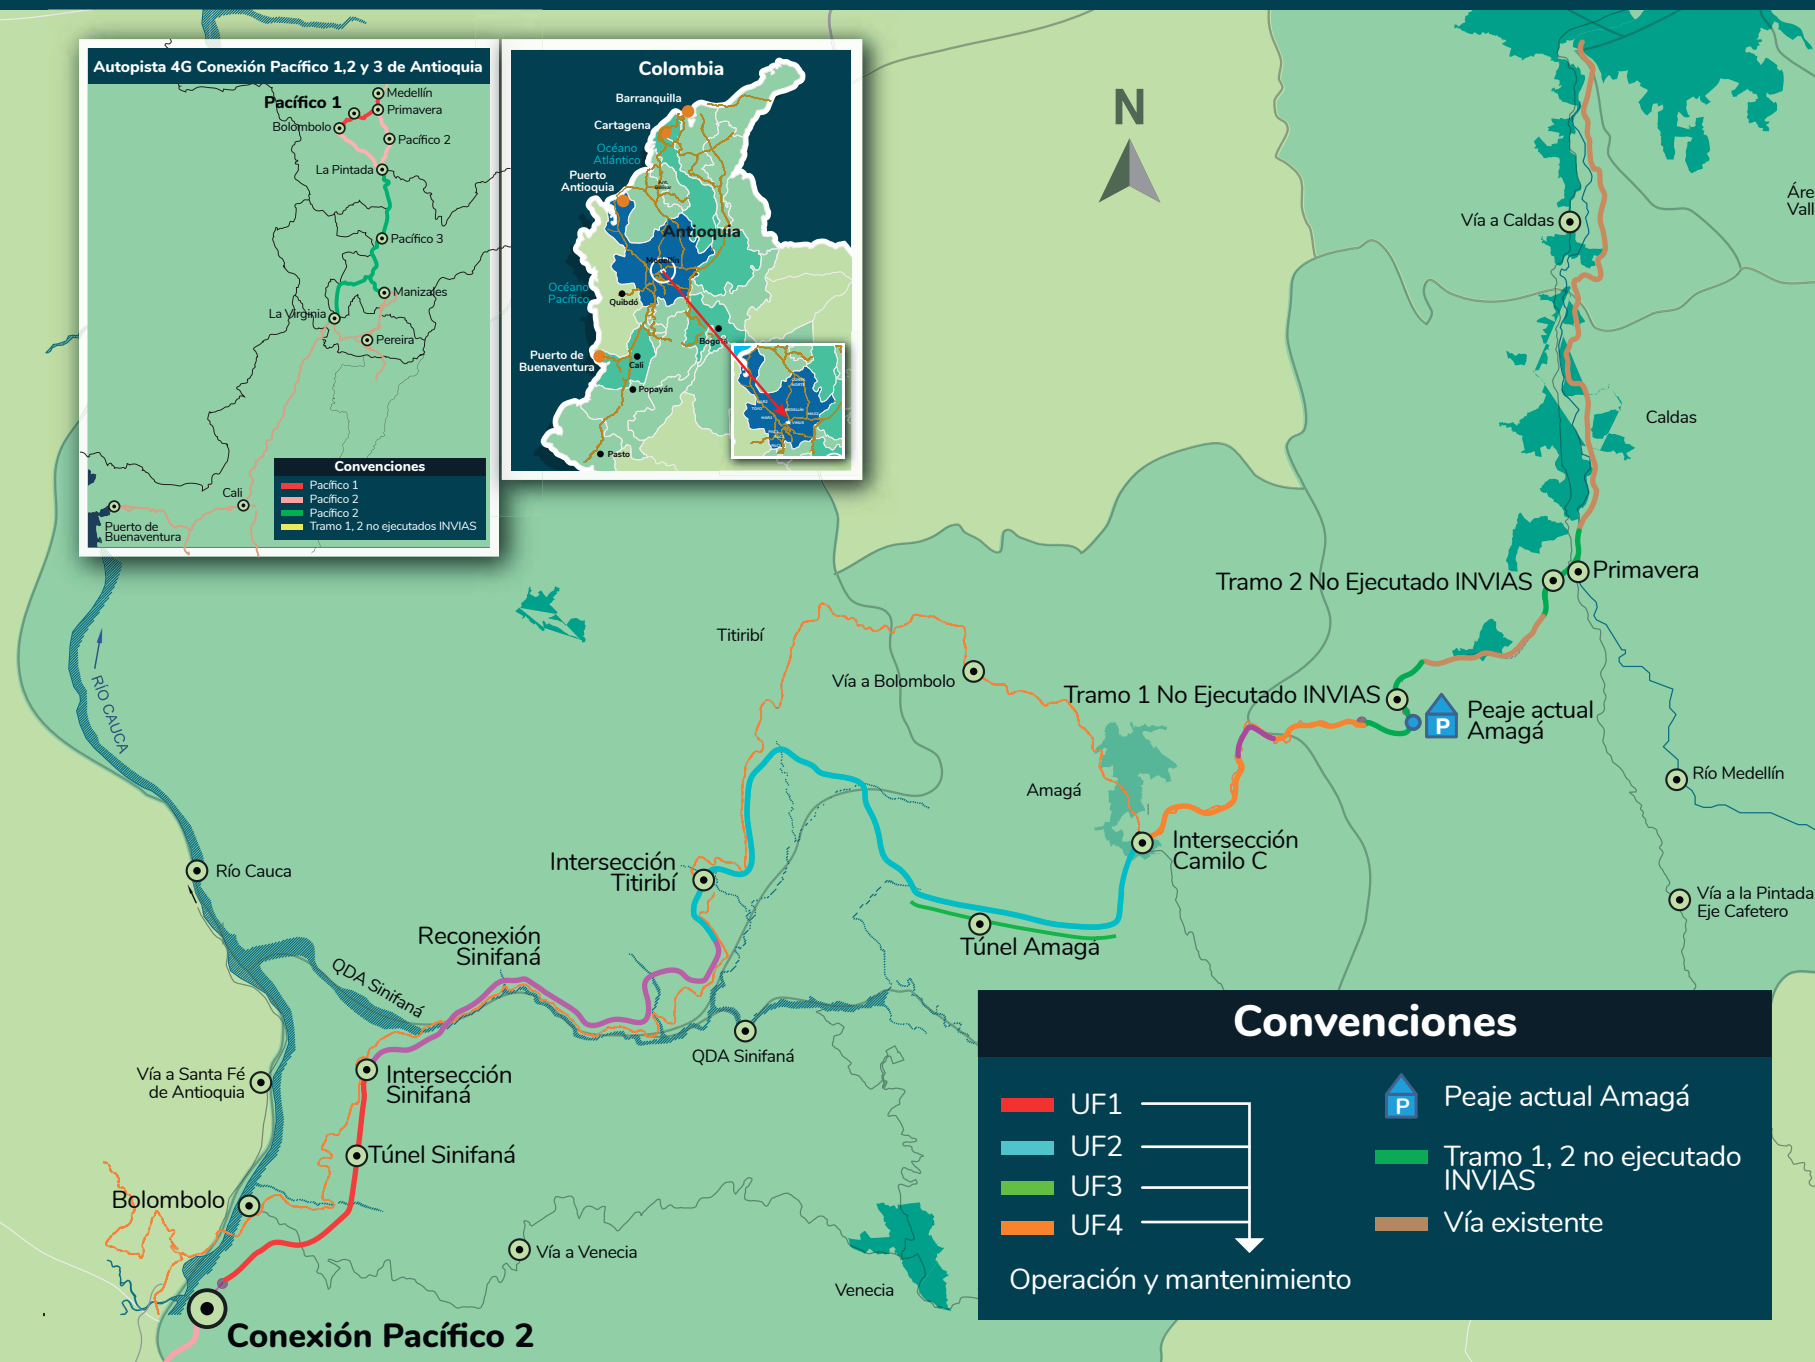 Autopista 4G Conexión Pacífico 1,2 y 3 de Antioquia
Medellín
Pacífico 1
Primavera
Bolombolo
Pacífico 2
La Pintada
Pacífico 3
Manizales
La Virginia
Pereira
Cali
Puerto de
Buenaventura
Convenciones
Pacífico 1
Pacífico 2
Pacífico 2
Tramo 1, 2 no ejecutados INVIAS
Colombia
Barranquilla
Cartagena
Océano
Atlántico
Puerto
Antioquia
Antioquia
Medellín
Océano
Pacífico
Quibdó
Bogotá
Puerto de
Buenaventura
Cali
Popayán
Pasto
N
Áre
Vall
Vía a Caldas
Caldas
Primavera
Tramo 2 No Ejecutado INVIAS
Titiribí
Vía a Bolombolo
Tramo 1 No Ejecutado INVIAS
P
Peaje actual
Amagá
RÍO CAUCA
Río Medellín
Amagá
Intersección
Camilo C
Intersección
Titiribí
Río Cauca
Vía a la Pintada
Eje Cafetero
Reconexión
Sinifaná
Túnel Amagá
QDA Sinifaná
QDA Sinifaná
Vía a Santa Fé
de Antioquia
Intersección
Sinifaná
Túnel Sinifaná
Bolombolo
Vía a Venecia
Venecia
Conexión Pacífico 2
Convenciones
UF1
UF2
UF3
UF4
Operación y mantenimiento
P
Peaje actual Amagá
Tramo 1, 2 no ejecutado
INVIAS
Vía existente